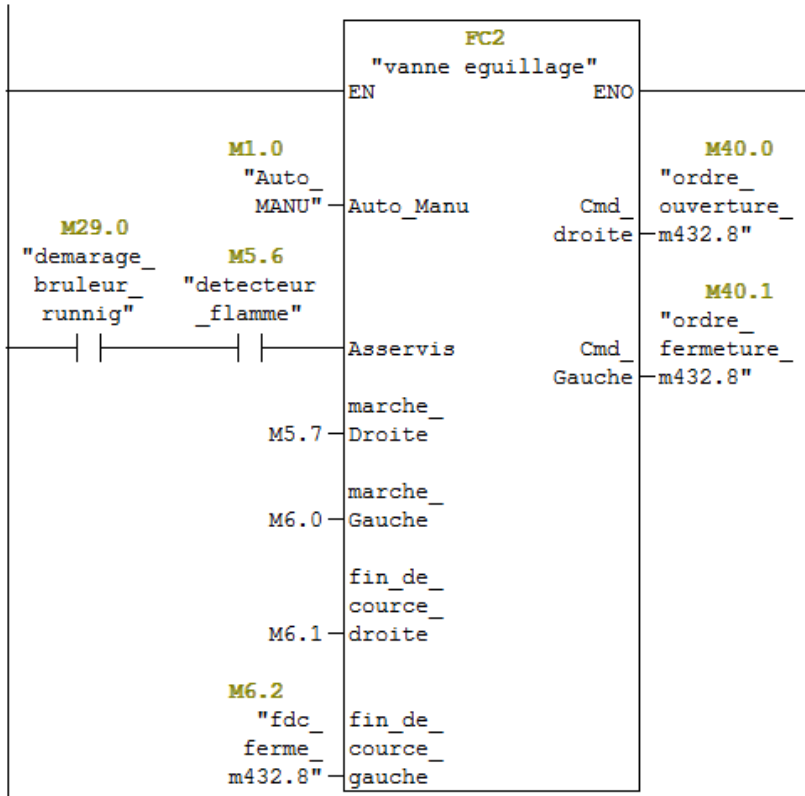 FC2
"vanne eguillage"
EN
ENO
M1.0
"Auto_
MANU"
Auto_Manu
M40.0
"ordre_
ouverture_
m432.8"
Cmd_
droite
M29.0
"demarage_
bruleur_
runnig"
M5.6
"detecteur
_flamme"
Asservis
M40.1
"ordre_
fermeture_
m432.8"
Cmd_
Gauche
marche_
M5.7
Droite
marche_
M6.0
Gauche
fin_de_
cource_
M6.1
droite
M6.2
"fdc_
ferme_
m432.8"
fin_de_
cource_
gauche